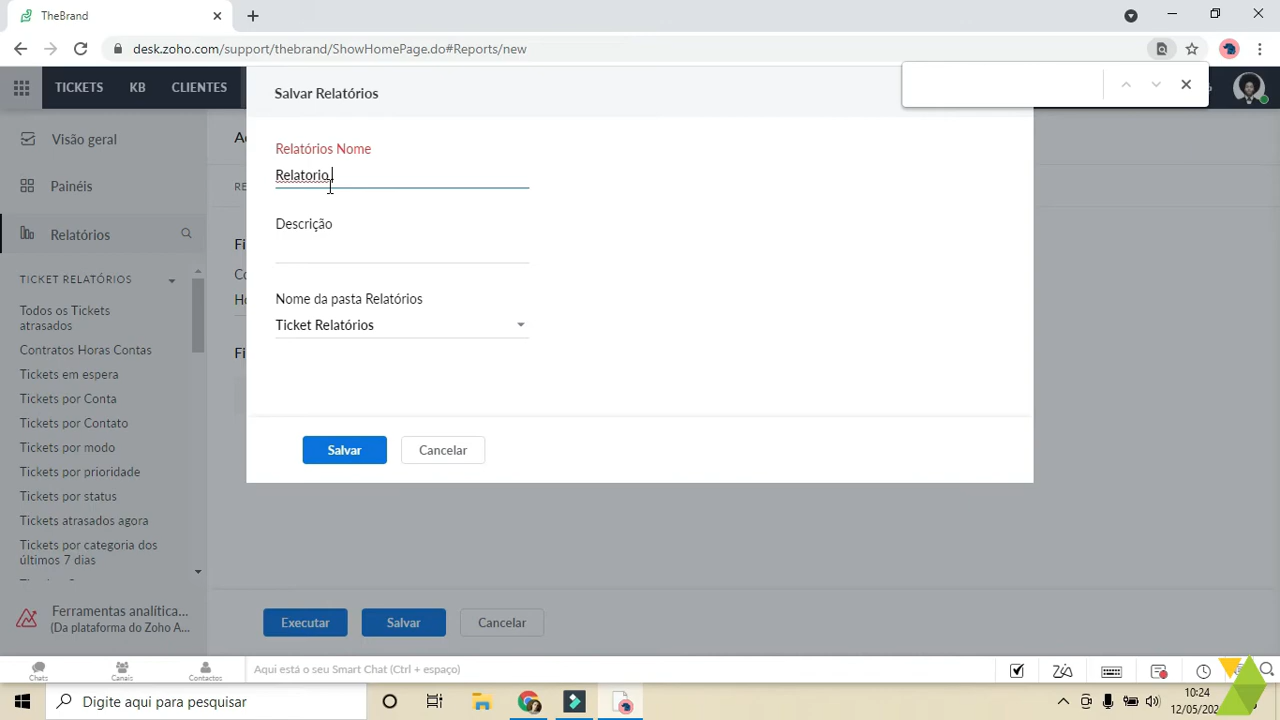 TheBrand
desk.zoho.com/support/thebrand/ShowHomePage.do#Reports/new
TICKETS KB CLIENTES
Salvar Relatórios
Visão geral
Painéis
Relatórios
TICKET RELATÓRIOS
Todos os Tickets
atrasados
Contratos Horas Contas
Tickets em espera
Tickets por Conta
Tickets por Contato
Tickets por modo
Tickets por prioridade
Tickets por status
Tickets atrasados agora
Tickets por categoria dos
últimos 7 dias
Ferramentas analítica...
(Da plataforma do Zoho A...
Relatórios Nome
Relatorio
Descrição
Nome da pasta Relatórios
Ticket Relatórios
Salvar Cancelar
Executar Salvar Cancelar
Chats Canais Contactos
Aqui está o seu Smart Chat (Ctrl + espaço)
Digite aqui para pesquisar
10:24
12/05/